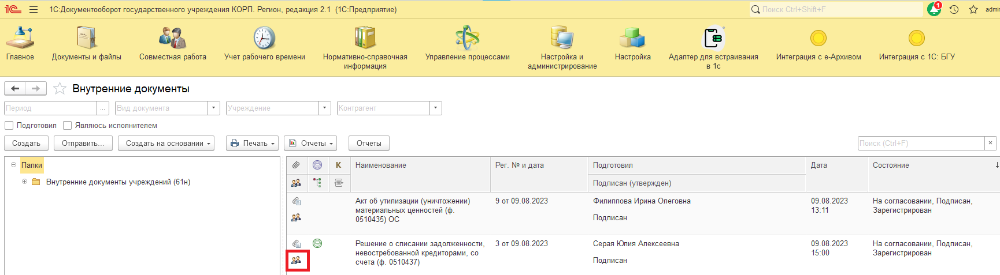 1С:Документооборот государственного учреждения КОРП. Регион, редакция 2.1 (1С:Предприятие)
Поиск Ctrl+Shift+F
1
admi
Главное
Документы и файлы
Совместная работа
Учет рабочего времени
Нормативно-справочная
информация
Управление процессами
Настройка и
администрирование
Настройка
Адаптер для встраивания
в 1с
Интеграция с е-Архивом
Интеграция с 1С: БГУ
Внутренние документы
Период
...
Вид документа
Учреждение
Контрагент
Подготовил
Являюсь исполнителем
Создать
Отправить...
Создать на основании
Печать
Отчеты
Отчеты
Поиск (Ctrl+F)
×
Папки
Внутренние документы учреждений (61н)
К
Наименование
Рег. № и дата
Подготовил
Подписан (утвержден)
Дата
Состояние
Акт об утилизации (уничтожении)
материальных ценностей (ф.
0510435) ОС
9 от 09.08.2023
Филиппова Ирина Олеговна
Подписан
09.08.2023
13:11
На согласовании, Подписан,
Зарегистрирован
Решение о списании задолженности,
невостребованной кредиторами, со
счета (ф. 0510437)
3 от 09.08.2023
Серая Юлия Алексеевна
Подписан
09.08.2023
15:00
На согласовании, Подписан,
Зарегистрирован